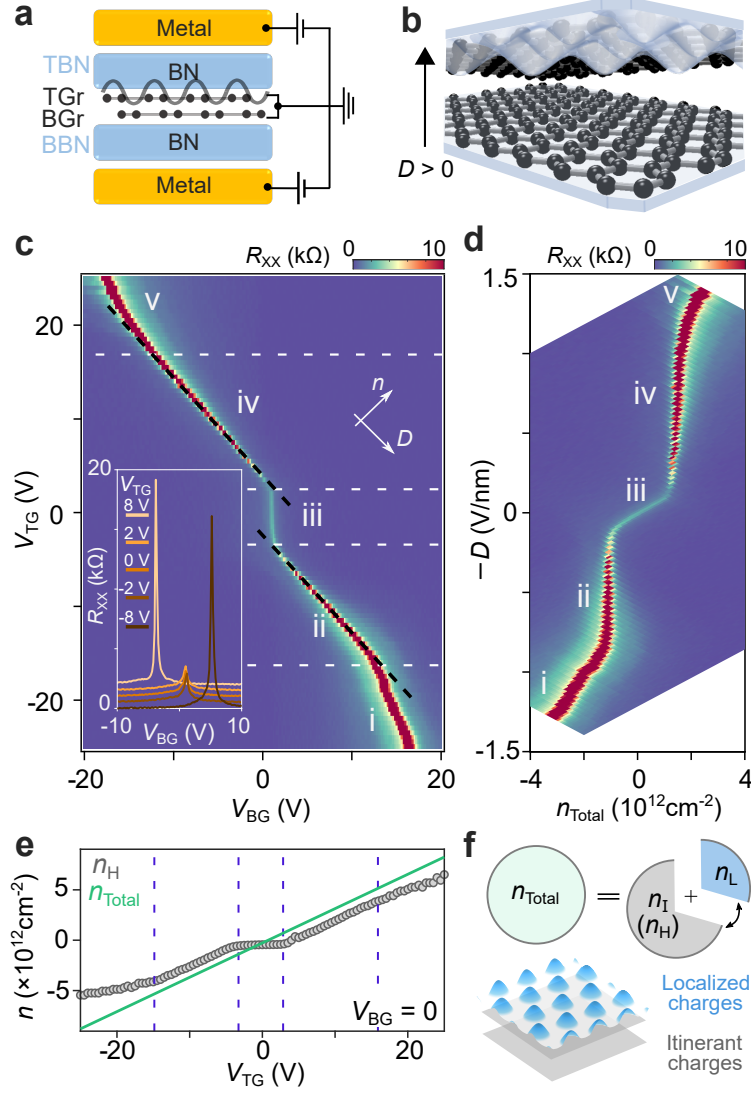 a
Metal
TBN
BN
TGr
BGr
BBN
BN
Metal
b
D > 0
c
R_XX (kΩ)
0
10
20
0
-20
V_TG (V)
v
iv
iii
ii
i
n
D
20
0
R_XX (kΩ)
V_TG
8 V
2 V
0 V
-2 V
-8 V
-10
10
V_BG (V)
-20
0
20
V_BG (V)
d
R_XX (kΩ)
0
10
1.5
0
-1.5
−D (V/nm)
v
iv
iii
ii
i
-4
0
4
n_Total (10^12cm^-2)
e
n_H
n_Total
5
0
-5
n (×10^12cm^-2)
V_BG = 0
-20
0
20
V_TG (V)
f
n_Total
=
n_I
(n_H)
+
n_L
Localized
charges
Itinerant
charges